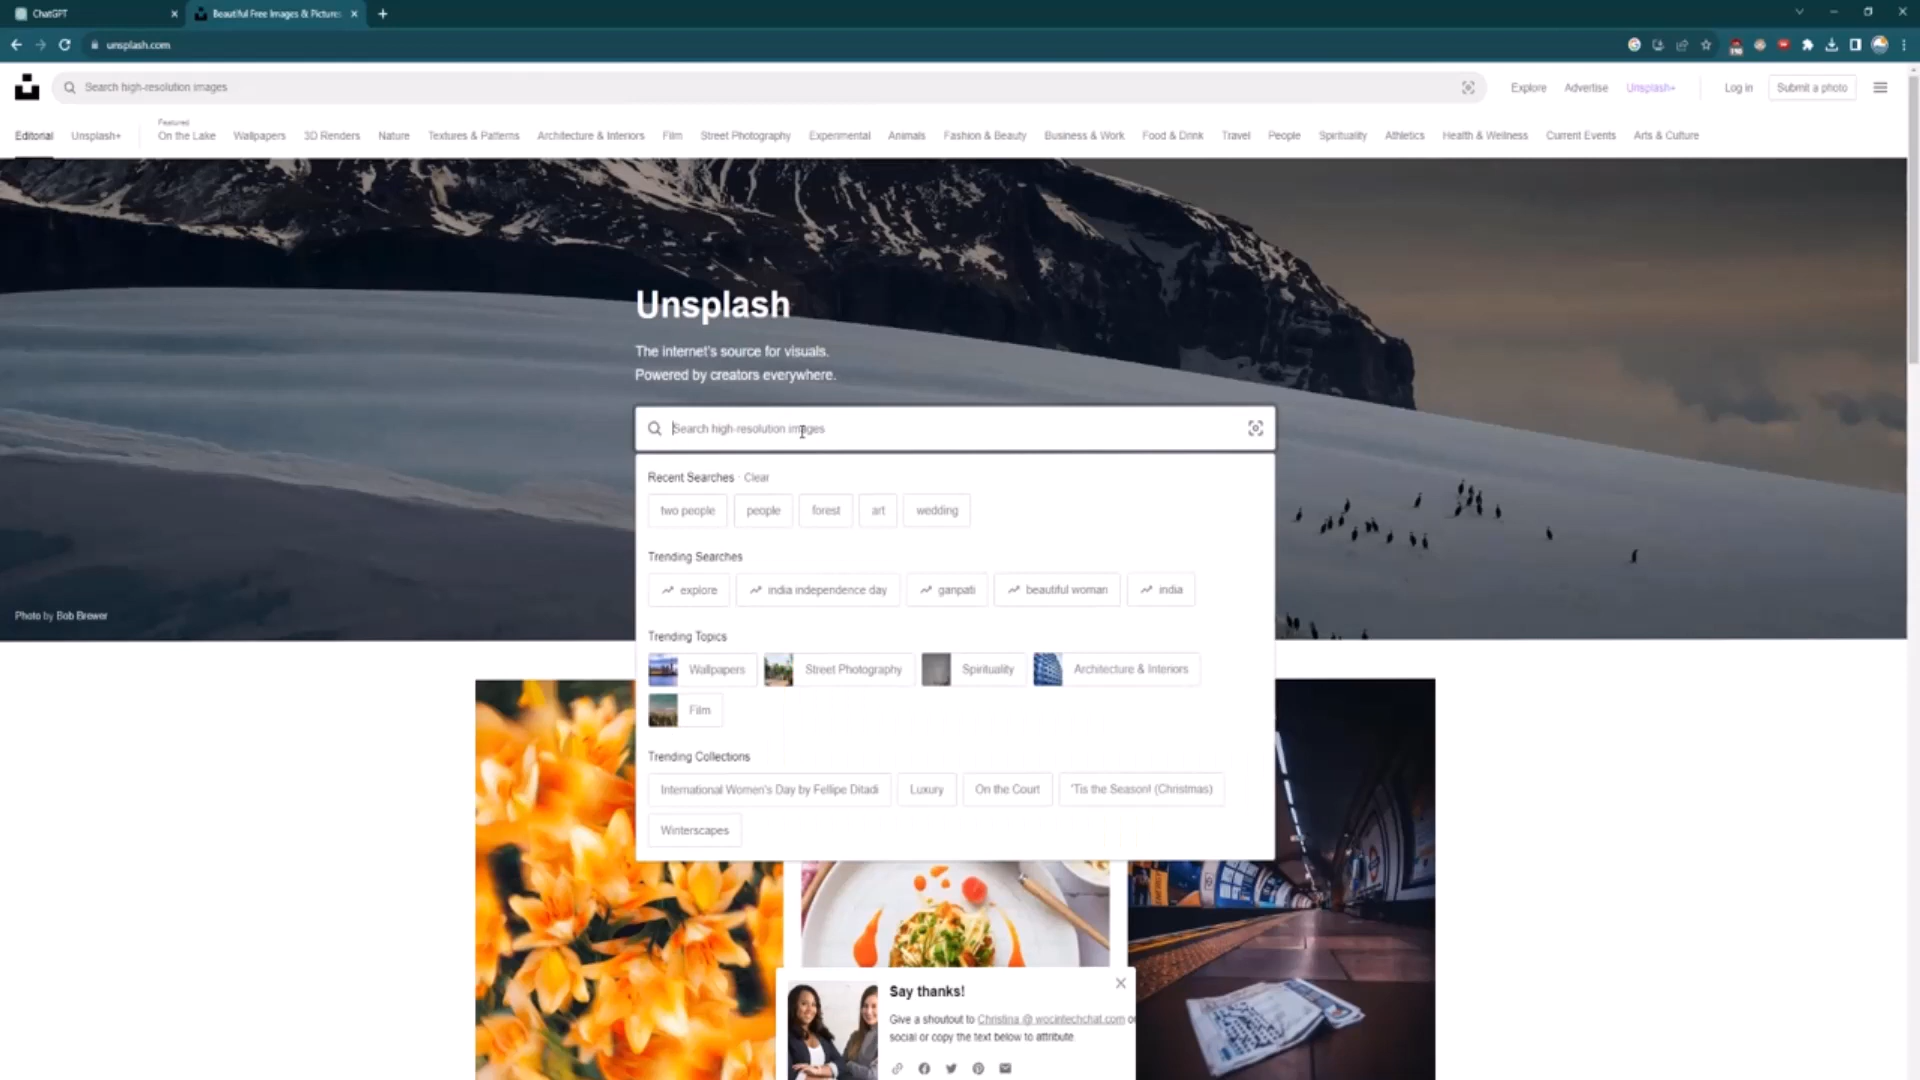 ChatGPT
Beautiful Free Images & Pictures
unsplash.com
Search high-resolution images
Explore
Advertise
Unsplash+
Log in
Submit a photo
Editorial
Unsplash+
Featured
On the Lake
Wallpapers
3D Renders
Nature
Textures & Patterns
Architecture & Interiors
Film
Street Photography
Experimental
Animals
Fashion & Beauty
Business & Work
Food & Drink
Travel
People
Spirituality
Athletics
Health & Wellness
Current Events
Arts & Culture
Unsplash
The internet's source for visuals.
Powered by creators everywhere.
Search high-resolution images
Recent Searches · Clear
two people
people
forest
art
wedding
Trending Searches
explore
india independence day
ganpati
beautiful woman
india
Trending Topics
Wallpapers
Street Photography
Spirituality
Architecture & Interiors
Film
Trending Collections
International Women's Day by Fellipe Ditadi
Luxury
On the Court
'Tis the Season! (Christmas)
Winterscapes
Photo by Bob Brewer
Say thanks!
Give a shoutout to Christina @ wocintechchat.com o
social or copy the text below to attribute.